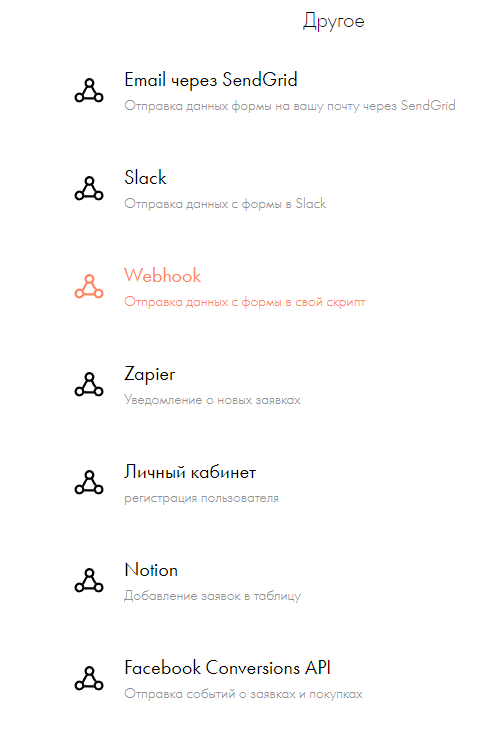 Другое
Email через SendGrid
Отправка данных формы на вашу почту через SendGrid
Slack
Отправка данных с формы в Slack
Webhook
Отправка данных с формы в свой скрипт
Zapier
Уведомление о новых заявках
Личный кабинет
регистрация пользователя
Notion
Добавление заявок в таблицу
Facebook Conversions API
Отправка событий о заявках и покупках